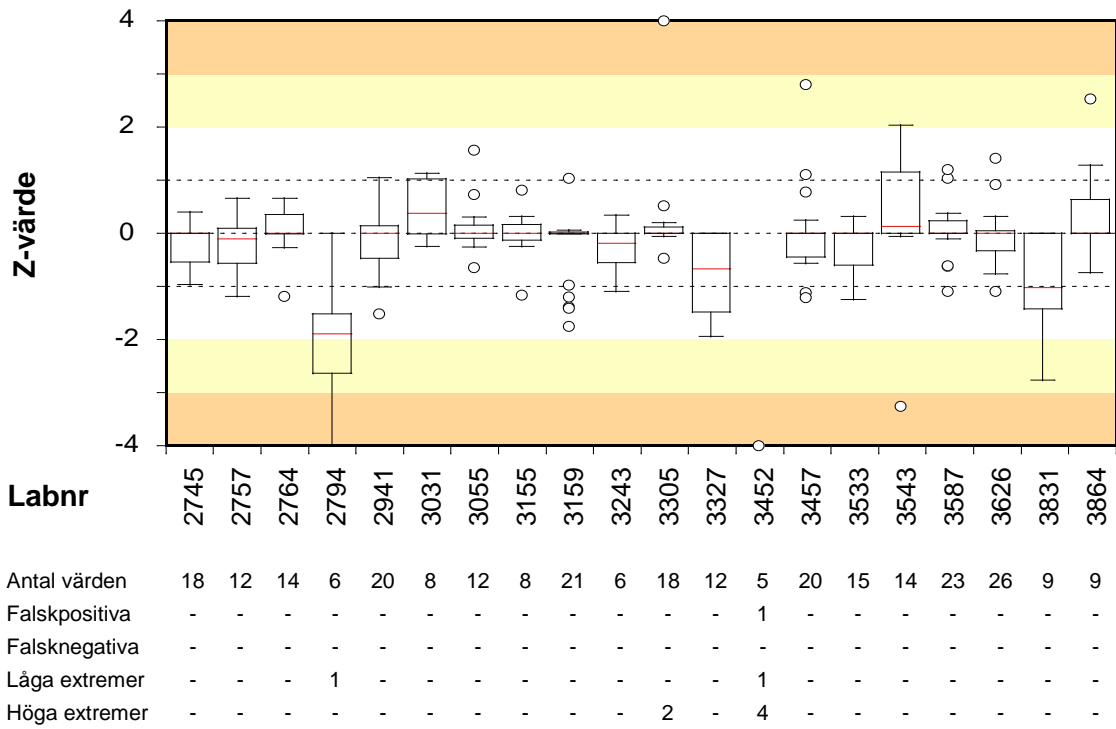 4
2
0
-2
-4
Z-värde
Labnr 2745 2757 2764 2794 2941 3031 3055 3155 3159 3243 3305 3327 3452 3457 3533 3543 3587 3626 3831 3864
Antal värden 18 12 14 6 20 8 12 8 21 6 18 12 5 20 15 14 23 26 9 9
Falskpositiva - - - - - - - - - - - - 1 - - - - - - -
Falsknegativa - - - - - - - - - - - - - - - - - - - -
Låga extremer - - - 1 - - - - - - - - 1 - - - - - - -
Höga extremer - - - - - - - - - - 2 - 4 - - - - - - -